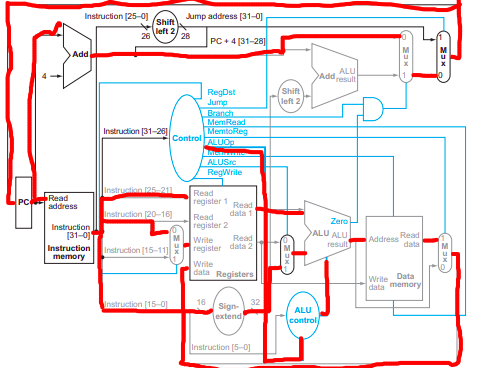 Instruction [25–0]
Shift
left 2
Jump address [31–0]
26
28
PC + 4 [31–28]
Add
4
0
M
u
x
1
1
M
u
x
0
Add
ALU
result
Shift
left 2
RegDst
Jump
Branch
MemRead
MemtoReg
ALUOp
ALUSrc
RegWrite
Instruction [31–26]
Control
PC
Read
address
Instruction
[31–0]
Instruction
memory
Instruction [25–21]
Instruction [20–16]
Instruction [15–11]
0
M
u
x
1
Read
register 1
Read
register 2
Write
register
Write
data
Read
data 1
Read
data 2
Registers
0
M
u
x
1
Zero
ALU
ALU
result
Address
Read
data
Write
data
Data
memory
1
M
u
x
0
Instruction [15–0]
16
Sign-
extend
32
ALU
control
Instruction [5–0]